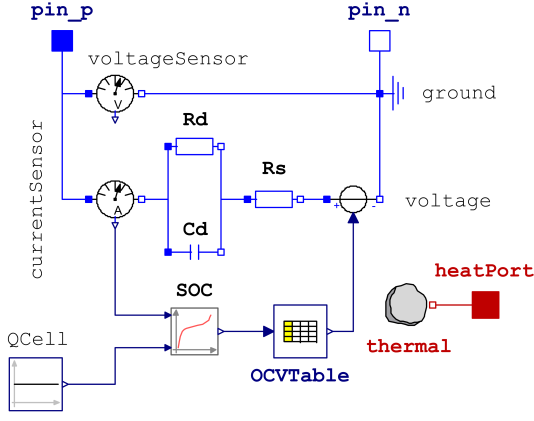 pin_p
pin_n
voltageSensor
V
ground
currentSensor
Rd
Rs
A
+
-
voltage
Cd
heatPort
SOC
thermal
QCell
OCVTable